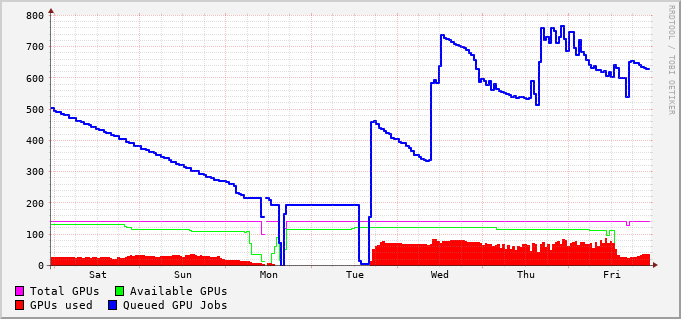 800
700
600
500
400
300
200
100
0
Sat Sun Mon Tue Wed Thu Fri
Total GPUs Available GPUs
GPUs used Queued GPU Jobs
RRDTOOL / TOBI OETIKER